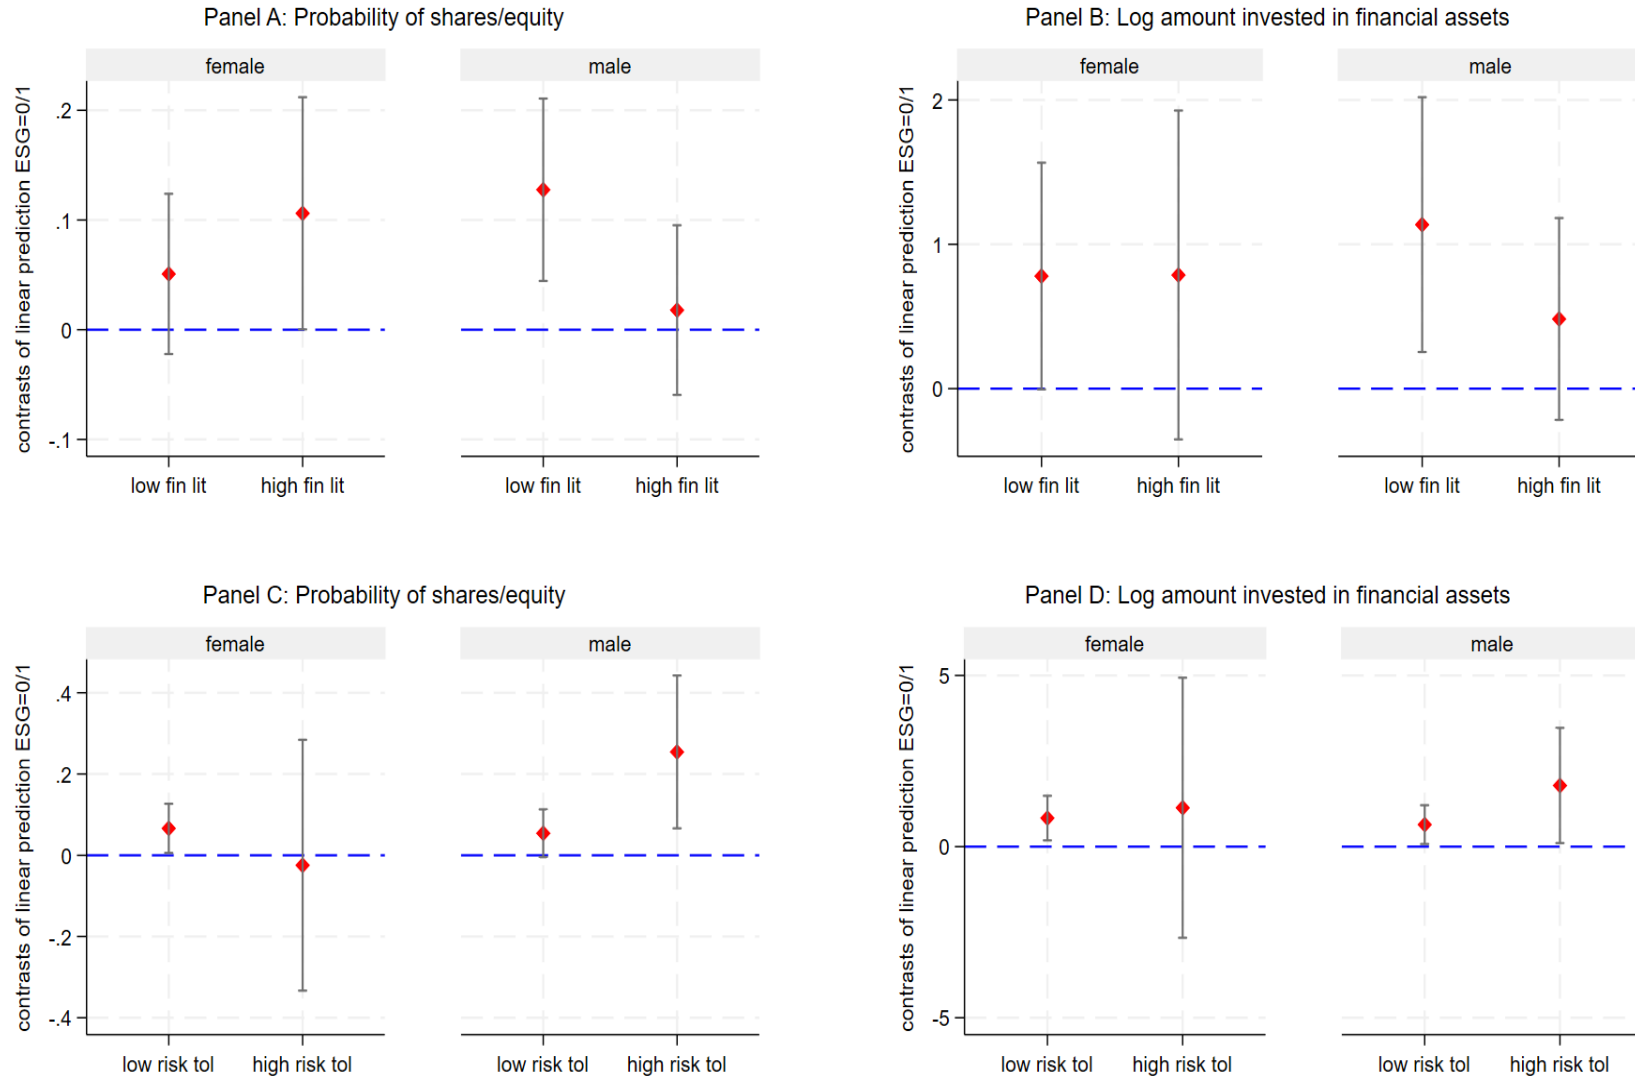 Panel A: Probability of shares/equity
female
male
contrasts of linear prediction ESG=0/1
.2
.1
0
-.1
low fin lit
high fin lit
low fin lit
high fin lit
Panel B: Log amount invested in financial assets
female
male
contrasts of linear prediction ESG=0/1
2
1
0
low fin lit
high fin lit
low fin lit
high fin lit
Panel C: Probability of shares/equity
female
male
contrasts of linear prediction ESG=0/1
.4
.2
0
-.2
-.4
low risk tol
high risk tol
low risk tol
high risk tol
Panel D: Log amount invested in financial assets
female
male
contrasts of linear prediction ESG=0/1
5
0
-5
low risk tol
high risk tol
low risk tol
high risk tol